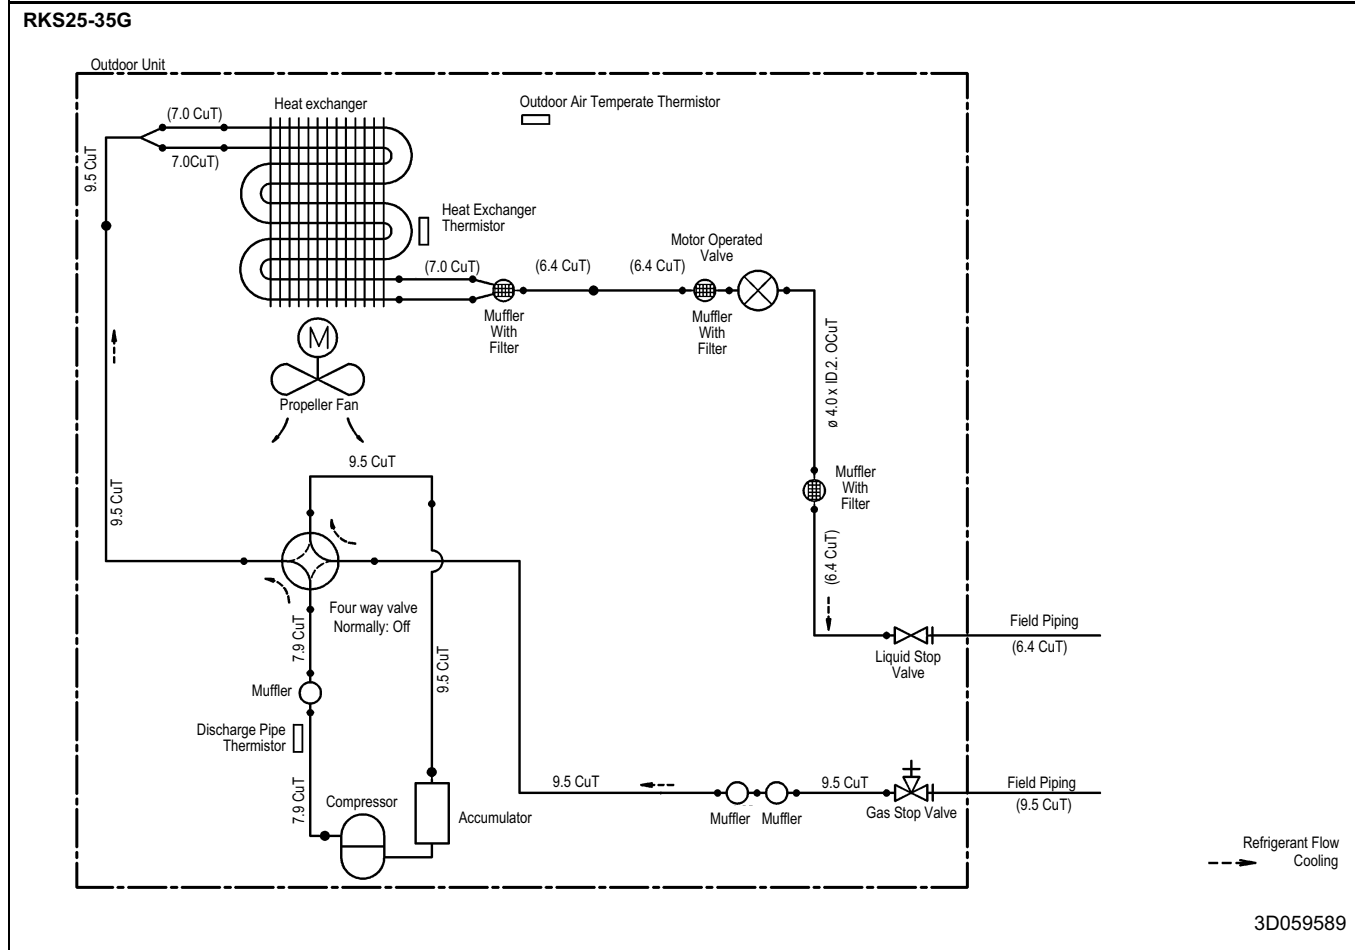 RKS25-35G
Outdoor Unit
(7.0 CuT)
Heat exchanger
Outdoor Air Temperate Thermistor
9.5 CuT
7.0CuT)
Heat Exchanger
Thermistor
Motor Operated
Valve
(7.0 CuT)
(6.4 CuT)
(6.4 CuT)
Muffler
With
Filter
Muffler
With
Filter
M
Propeller Fan
ø 4.0 x ID.2. OCuT
9.5 CuT
9.5 CuT
Muffler
With
Filter
(6.4 CuT)
Four way valve
Normally: Off
7.9 CuT
9.5 CuT
Field Piping
(6.4 CuT)
Liquid Stop
Valve
Muffler
Discharge Pipe
Thermistor
7.9 CuT
Compressor
Accumulator
9.5 CuT
Muffler
Muffler
9.5 CuT
Gas Stop Valve
Field Piping
(9.5 CuT)
Refrigerant Flow
Cooling
3D059589